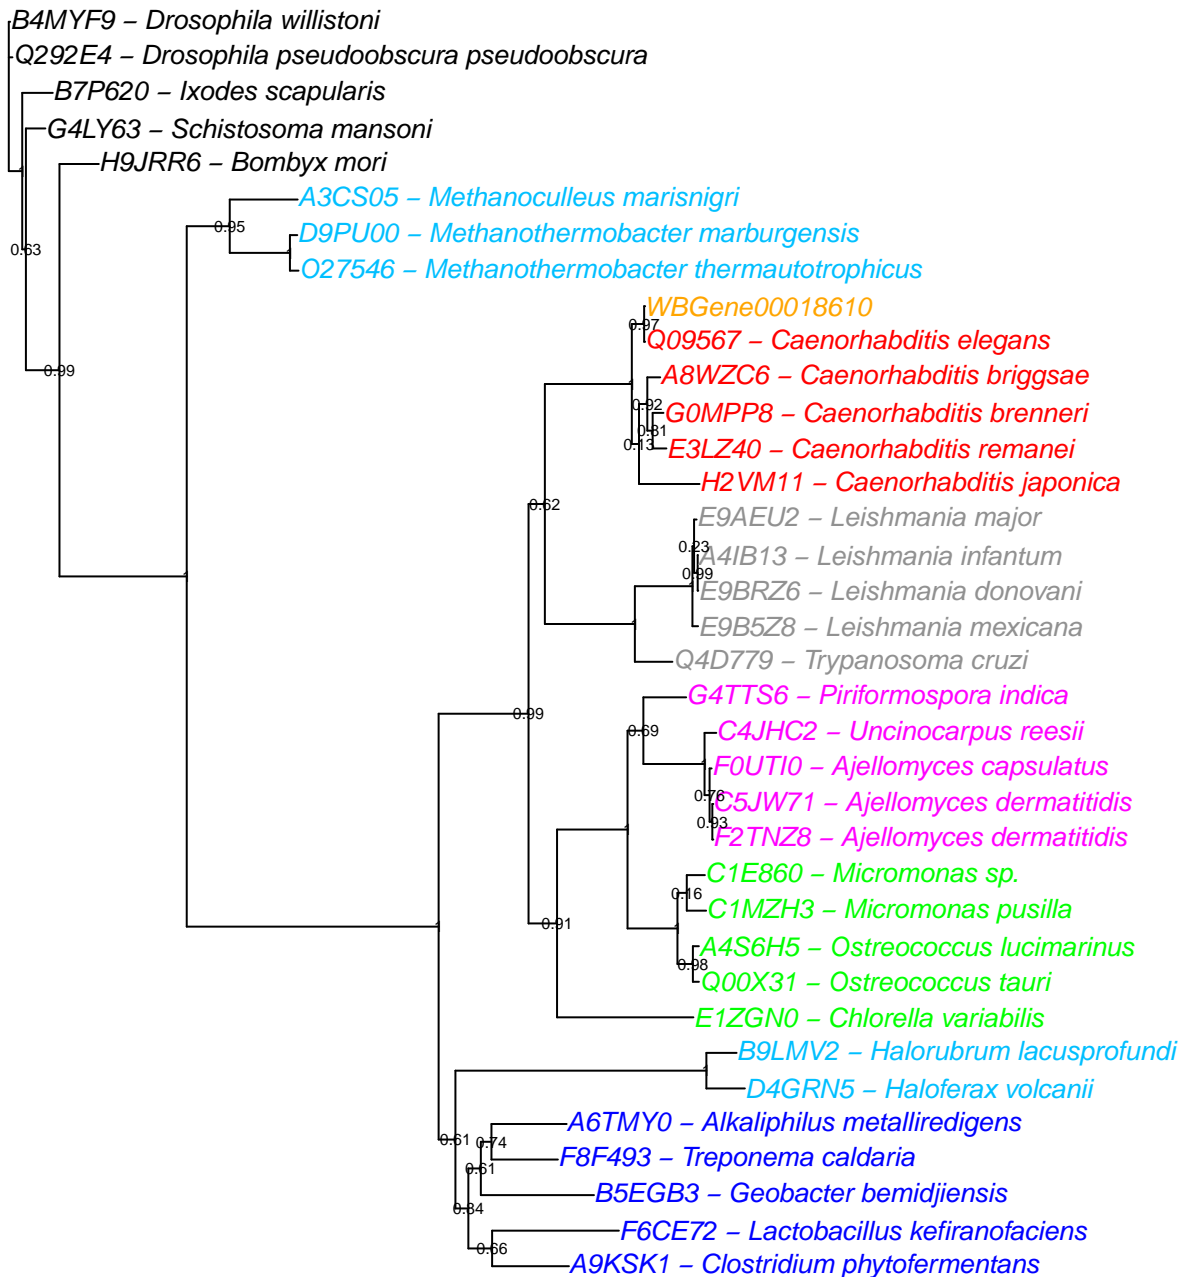 B4MYF9 – Drosophila willistoni
Q292E4 – Drosophila pseudoobscura pseudoobscura
B7P620 – Ixodes scapularis
G4LY63 – Schistosoma mansoni
H9JRR6 – Bombyx mori
A3CS05 – Methanoculleus marisnigri
0.95
D9PU00 – Methanothermobacter marburgensis
0.63
O27546 – Methanothermobacter thermautotrophicus
WBGene00018610
0.97
Q09567 – Caenorhabditis elegans
0.99
A8WZC6 – Caenorhabditis briggsae
0.92
G0MPP8 – Caenorhabditis brenneri
0.81
0.13
E3LZ40 – Caenorhabditis remanei
H2VM11 – Caenorhabditis japonica
0.62
E9AEU2 – Leishmania major
0.23
A4IB13 – Leishmania infantum
0.99
E9BRZ6 – Leishmania donovani
E9B5Z8 – Leishmania mexicana
Q4D779 – Trypanosoma cruzi
G4TTS6 – Piriformospora indica
0.99
0.69
C4JHC2 – Uncinocarpus reesii
F0UTI0 – Ajellomyces capsulatus
0.76
C5JW71 – Ajellomyces dermatitidis
0.93
F2TNZ8 – Ajellomyces dermatitidis
C1E860 – Micromonas sp.
0.16
C1MZH3 – Micromonas pusilla
0.91
A4S6H5 – Ostreococcus lucimarinus
0.98
Q00X31 – Ostreococcus tauri
E1ZGN0 – Chlorella variabilis
B9LMV2 – Halorubrum lacusprofundi
D4GRN5 – Haloferax volcanii
A6TMY0 – Alkaliphilus metalliredigens
0.61
0.74
F8F493 – Treponema caldaria
0.61
B5EGB3 – Geobacter bemidjiensis
0.84
F6CE72 – Lactobacillus kefiranofaciens
0.66
A9KSK1 – Clostridium phytofermentans